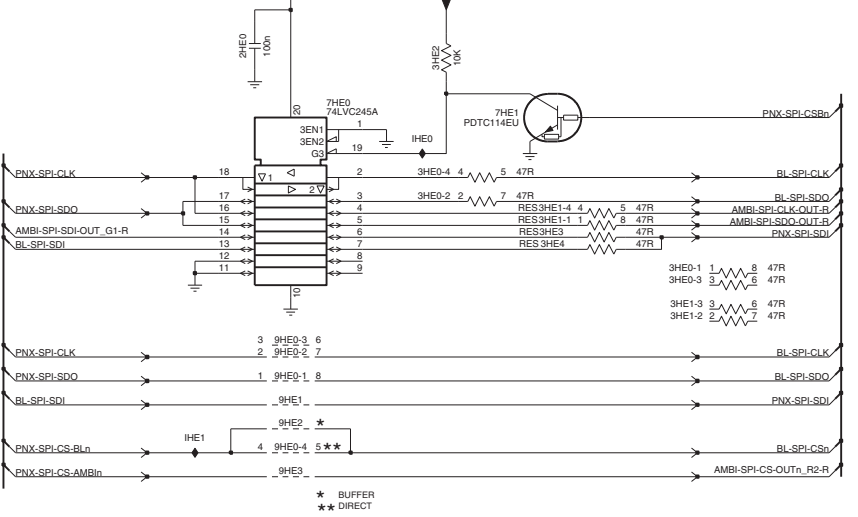 2HE0
100n
3HE2
10K
20
7HE0
74LVC245A
7HE1
PDTC114EU
PNX-SPI-CSBn
3EN1
1
3EN2
G3
19
IHE0
PNX-SPI-CLK
18
1
2
3HE0-4 4 5 47R
BL-SPI-CLK
2
17
3
3HE0-2 2 7 47R
BL-SPI-SDO
PNX-SPI-SDO
16
4
RES3HE1-4 4 5 47R
AMBI-SPI-CLK-OUT-R
15
5
RES3HE1-1 1 8 47R
AMBI-SPI-SDO-OUT-R
AMBI-SPI-SDI-OUT_G1-R
14
6
RES3HE3 47R
PNX-SPI-SDI
BL-SPI-SDI
13
7
RES3HE4 47R
12
8
11
9
3HE0-1 1 8 47R
3HE0-3 3 6 47R
10
3HE1-3 3 6 47R
3HE1-2 2 7 47R
3 9HE0-3 6
PNX-SPI-CLK
2 9HE0-2 7
BL-SPI-CLK
PNX-SPI-SDO
1 9HE0-1 8
BL-SPI-SDO
BL-SPI-SDI
9HE1
PNX-SPI-SDI
9HE2 *
IHE1
PNX-SPI-CS-BLn
4 9HE0-4 5 **
BL-SPI-CSn
PNX-SPI-CS-AMBIn
9HE3
AMBI-SPI-CS-OUTn_R2-R
* BUFFER
** DIRECT